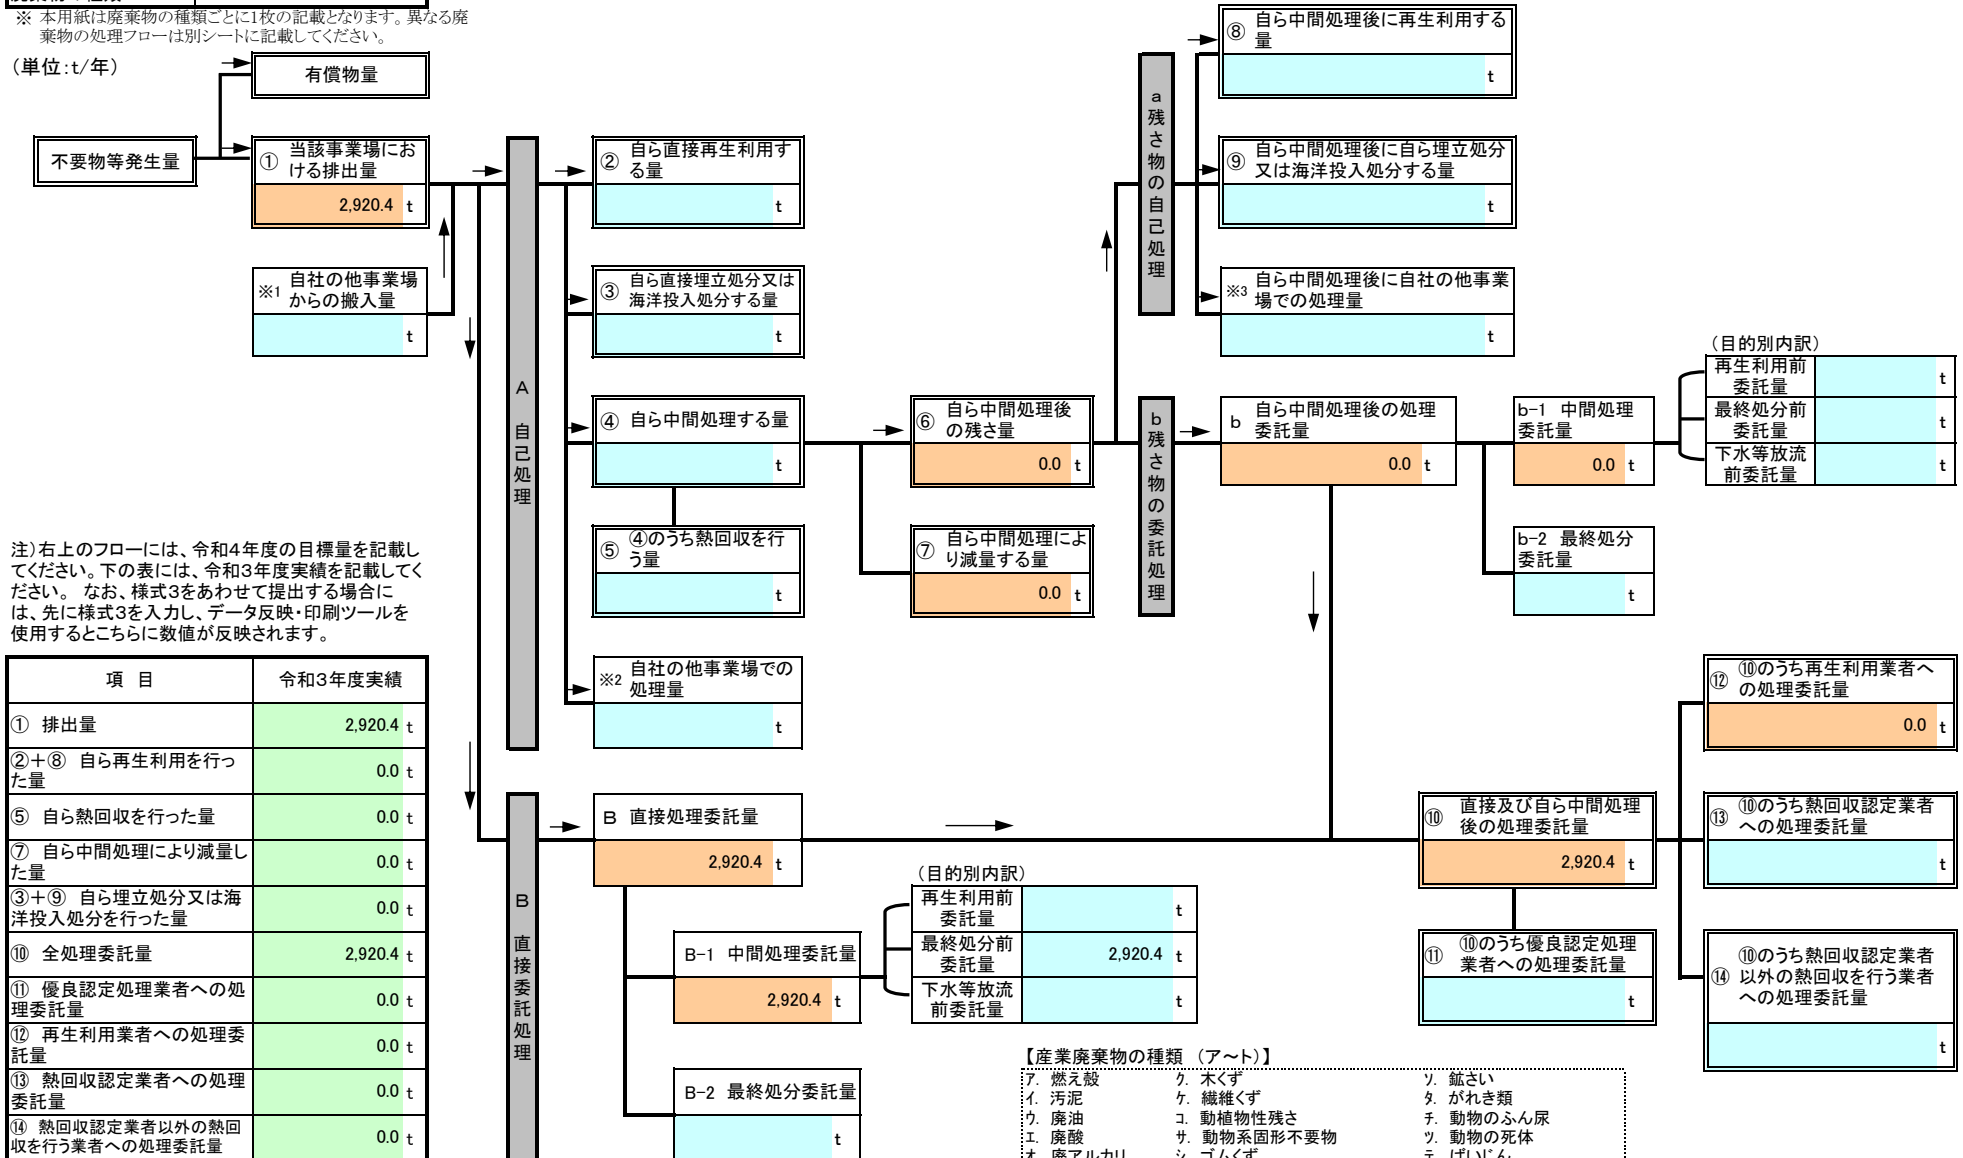 ※ 本用紙は廃棄物の種類ごとに1枚の記載となります。異なる廃
棄物の処理フローは別シートに記載してください。
（単位:t/年）
有償物量
不要物等発生量
① 当該事業場にお
ける排出量
2,920.4 t
※1 自社の他事業場
からの搬入量
t
A 自己処理
② 自ら直接再生利用す
る量
t
③ 自ら直接埋立処分又は
海洋投入処分する量
t
④ 自ら中間処理する量
t
⑤ ④のうち熱回収を行
う量
t
※2 自社の他事業場での
処理量
t
⑥ 自ら中間処理後
の残さ量
0.0 t
⑦ 自ら中間処理によ
り減量する量
0.0 t
a残さ物の自己処理
⑧ 自ら中間処理後に再生利用する
量
t
⑨ 自ら中間処理後に自ら埋立処分
又は海洋投入処分する量
t
※3 自ら中間処理後に自社の他事業
場での処理量
t
b残さ物の委託処理
b 自ら中間処理後の処理
委託量
0.0 t
b-1 中間処理
委託量
0.0 t
b-2 最終処分
委託量
t
（目的別内訳）
再生利用前
委託量
t
最終処分前
委託量
t
下水等放流
前委託量
t
注）右上のフローには、令和４年度の目標量を記載し
てください。下の表には、令和３年度実績を記載してく
ださい。 なお、様式３をあわせて提出する場合に
は、先に様式３を入力し、データ反映・印刷ツールを
使用するとこちらに数値が反映されます。
項 目 令和３年度実績
① 排出量 2,920.4 t
②＋⑧ 自ら再生利用を行っ
た量 0.0 t
⑤ 自ら熱回収を行った量 0.0 t
⑦ 自ら中間処理により減量し
た量 0.0 t
③＋⑨ 自ら埋立処分又は海
洋投入処分を行った量 0.0 t
⑩ 全処理委託量 2,920.4 t
⑪ 優良認定処理業者への処
理委託量 0.0 t
⑫ 再生利用業者への処理委
託量 0.0 t
⑬ 熱回収認定業者への処理
委託量 0.0 t
⑭ 熱回収認定業者以外の熱回
収を行う業者への処理委託量 0.0 t
B 直接委託処理
B 直接処理委託量
2,920.4 t
B-1 中間処理委託量
2,920.4 t
B-2 最終処分委託量
t
（目的別内訳）
再生利用前
委託量
t
最終処分前
委託量
2,920.4 t
下水等放流
前委託量
t
⑩ 直接及び自ら中間処理
後の処理委託量
2,920.4 t
⑪ ⑩のうち優良認定処理
業者への処理委託量
t
⑫ ⑩のうち再生利用業者へ
の処理委託量
0.0 t
⑬ ⑩のうち熱回収認定業者
への処理委託量
t
⑭ ⑩のうち熱回収認定業者
以外の熱回収を行う業者
への処理委託量
t
【産業廃棄物の種類 （ア～ト）】
ア. 燃え殻 ク. 木くず ソ. 鉱さい
イ. 汚泥 ケ. 繊維くず タ. がれき類
ウ. 廃油 コ. 動植物性残さ チ. 動物のふん尿
エ. 廃酸 サ. 動物系固形不要物 ツ. 動物の死体
オ. 廃アルカリ シ. ゴムくず テ. ばいじん